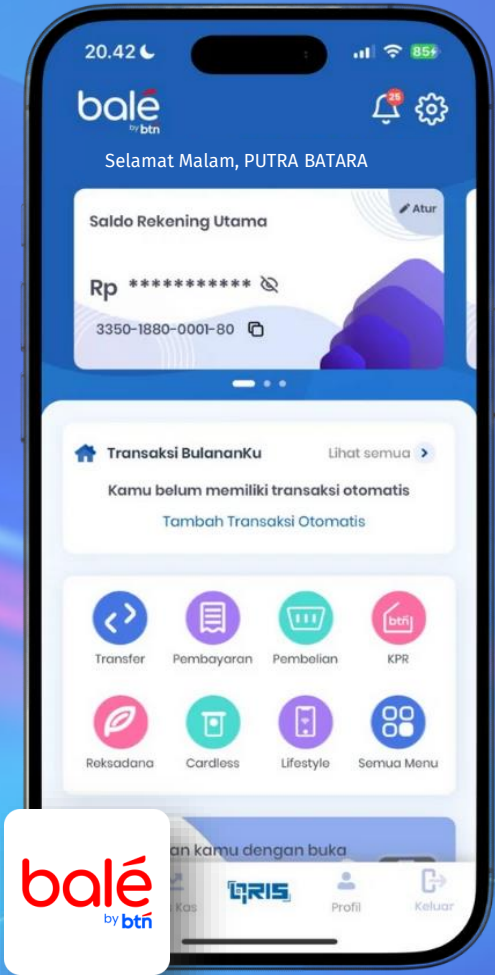 20.42
85
balé
by btn
25
Selamat Malam, PUTRA BATARA
Saldo Rekening Utama
Atur
Rp ***********
3350-1880-0001-80
Transaksi BulananKu
Lihat semua
Kamu belum memiliki transaksi otomatis
Tambah Transaksi Otomatis
btn
Transfer
Pembayaran
Pembelian
KPR
Reksadana
Cardless
Lifestyle
Semua Menu
kamu dengan buka
Kas
QRIS
Profil
Keluar
balé
by btn